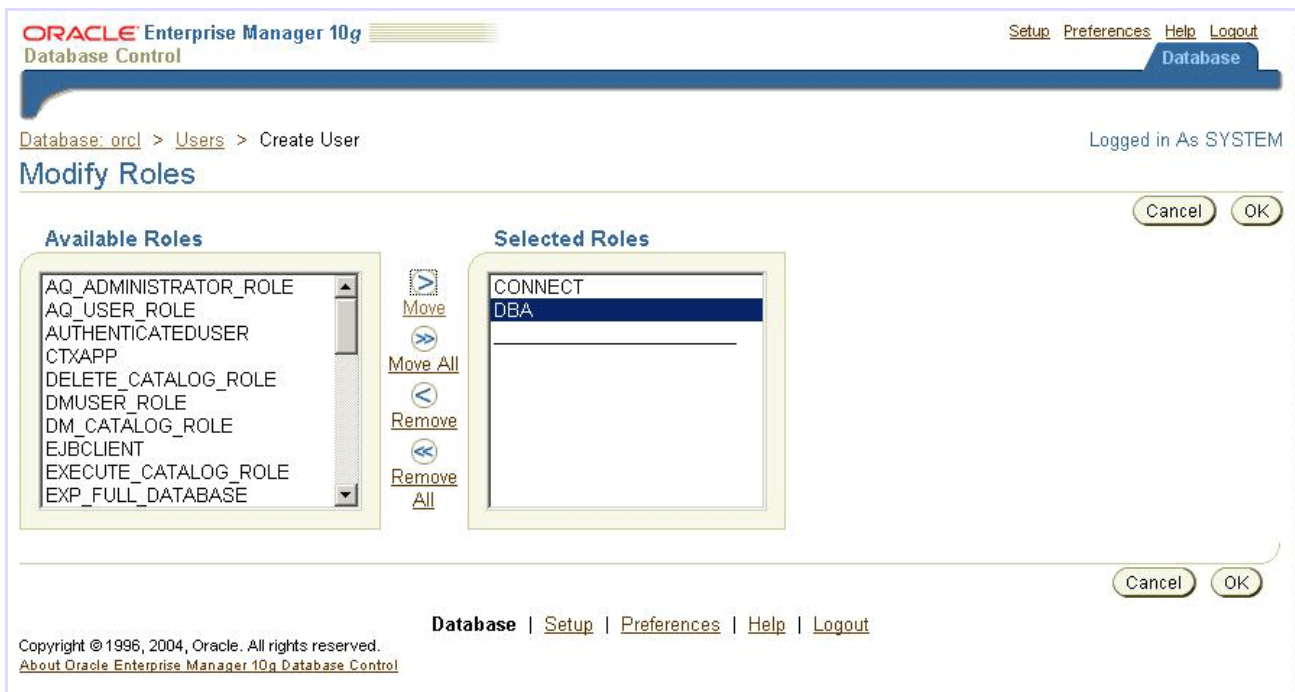 ORACLE Enterprise Manager 10g
Database Control
Setup Preferences Help Logout
Database
Database: orcl > Users > Create User
Logged in As SYSTEM
Modify Roles
Cancel OK
Available Roles
AQ_ADMINISTRATOR_ROLE
AQ_USER_ROLE
AUTHENTICATEDUSER
CTXAPP
DELETE_CATALOG_ROLE
DMUSER_ROLE
DM_CATALOG_ROLE
EJBCLIENT
EXECUTE_CATALOG_ROLE
EXP_FULL_DATABASE
Move
Move All
Remove
Remove
All
Selected Roles
CONNECT
DBA
Cancel OK
Database | Setup | Preferences | Help | Logout
Copyright © 1996, 2004, Oracle. All rights reserved.
About Oracle Enterprise Manager 10g Database Control